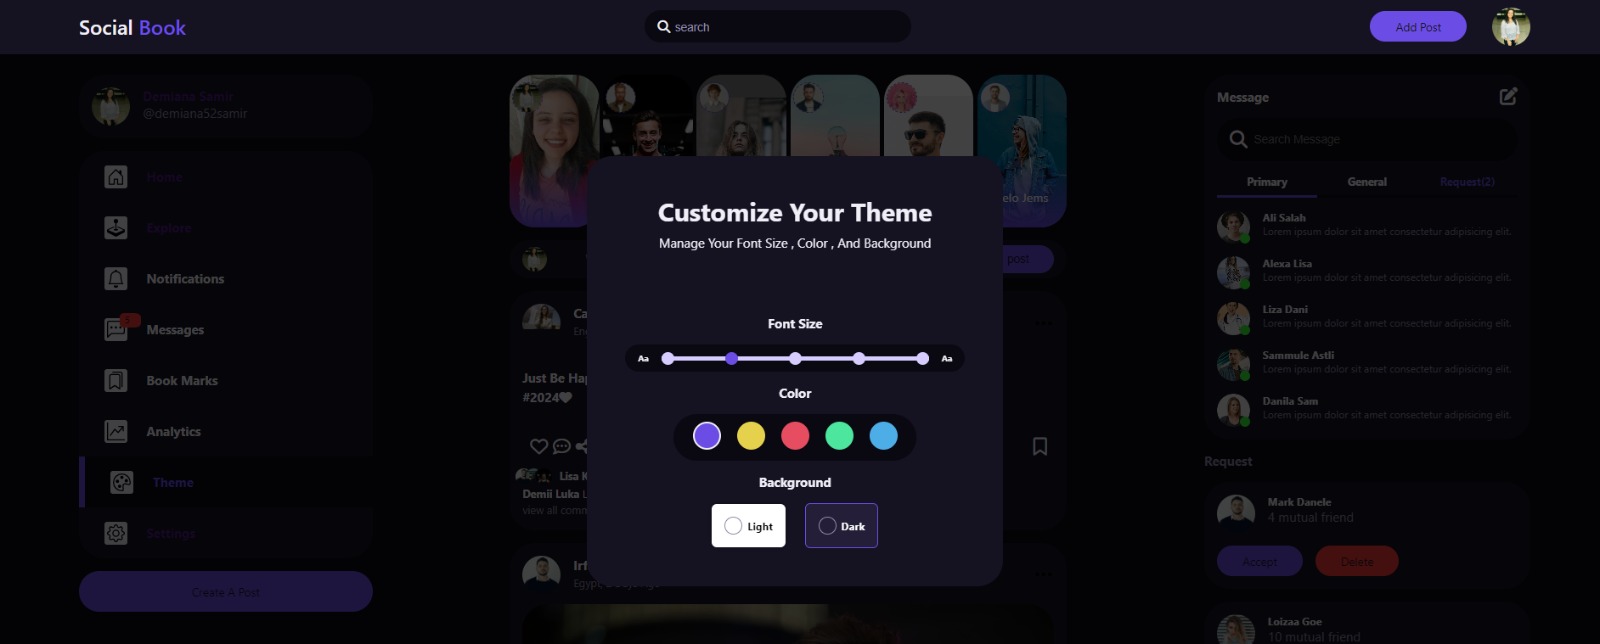 Social Book
search
Add Post
Demiana Samir
@demiana52samir
Home
Explore
Notifications
Messages
Book Marks
Analytics
Theme
Settings
Create A Post
elo Jems
post
Customize Your Theme
Manage Your Font Size , Color , And Background
Font Size
Aa
Aa
Color
Background
Light
Dark
Ca
Just Be Hap
#2024
Lisa K
Demii Luka L
view all comm
Irf
Message
Search Message
Primary
General
Request(2)
Ali Salah
Lorem ipsum dolor sit amet consectetur adipisicing elit.
Alexa Lisa
Lorem ipsum dolor sit amet consectetur adipisicing elit.
Liza Dani
Lorem ipsum dolor sit amet consectetur adipisicing elit.
Sammule Astli
Lorem ipsum dolor sit amet consectetur adipisicing elit.
Danila Sam
Lorem ipsum dolor sit amet consectetur adipisicing elit.
Request
Mark Danele
4 mutual friend
Accept
Delete
Loizaa Goe
10 mutual friend